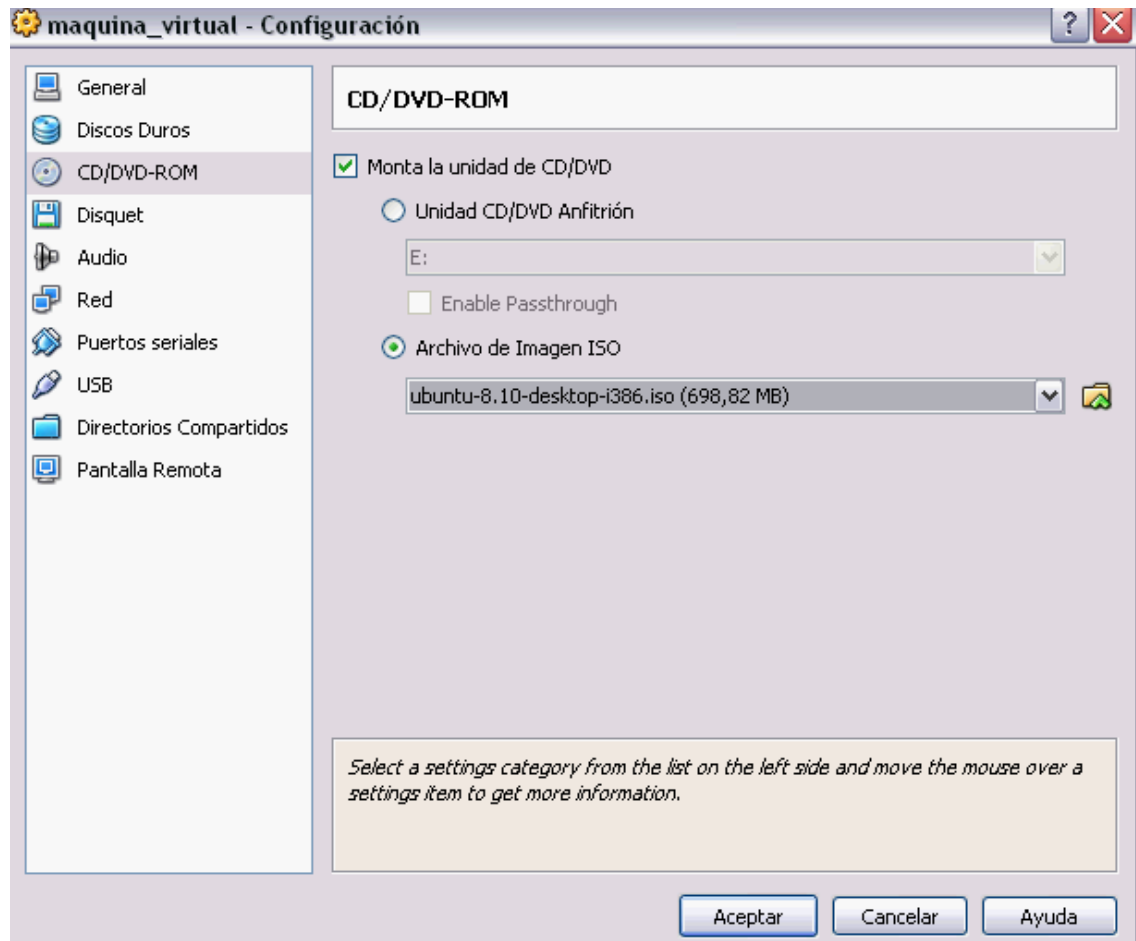 maquina_virtual - Configuración
General
Discos Duros
CD/DVD-ROM
Disquet
Audio
Red
Puertos seriales
USB
Directorios Compartidos
Pantalla Remota
CD/DVD-ROM
Monta la unidad de CD/DVD
Unidad CD/DVD Anfitrión
E:
Enable Passthrough
Archivo de Imagen ISO
ubuntu-8.10-desktop-i386.iso (698,82 MB)
Select a settings category from the list on the left side and move the mouse over a
settings item to get more information.
Aceptar
Cancelar
Ayuda